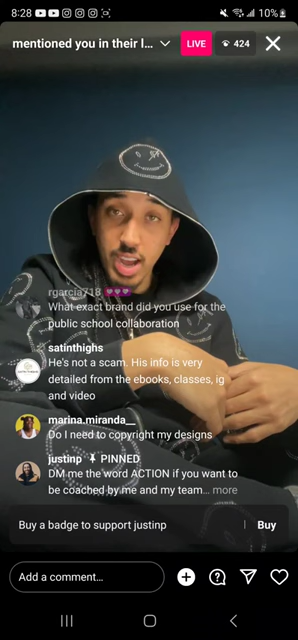 8:28 10%
mentioned you in their l... LIVE 424
rgarcia718
What exact brand did you use for the
public school collaboration
satinthighs
He's not a scam. His info is very
detailed from the ebooks, classes, ig
and video
marina.miranda__
Do I need to copyright my designs
justinp PINNED
DM me the word ACTION if you want to
be coached by me and my team... more
Buy a badge to support justinp Buy
Add a comment...